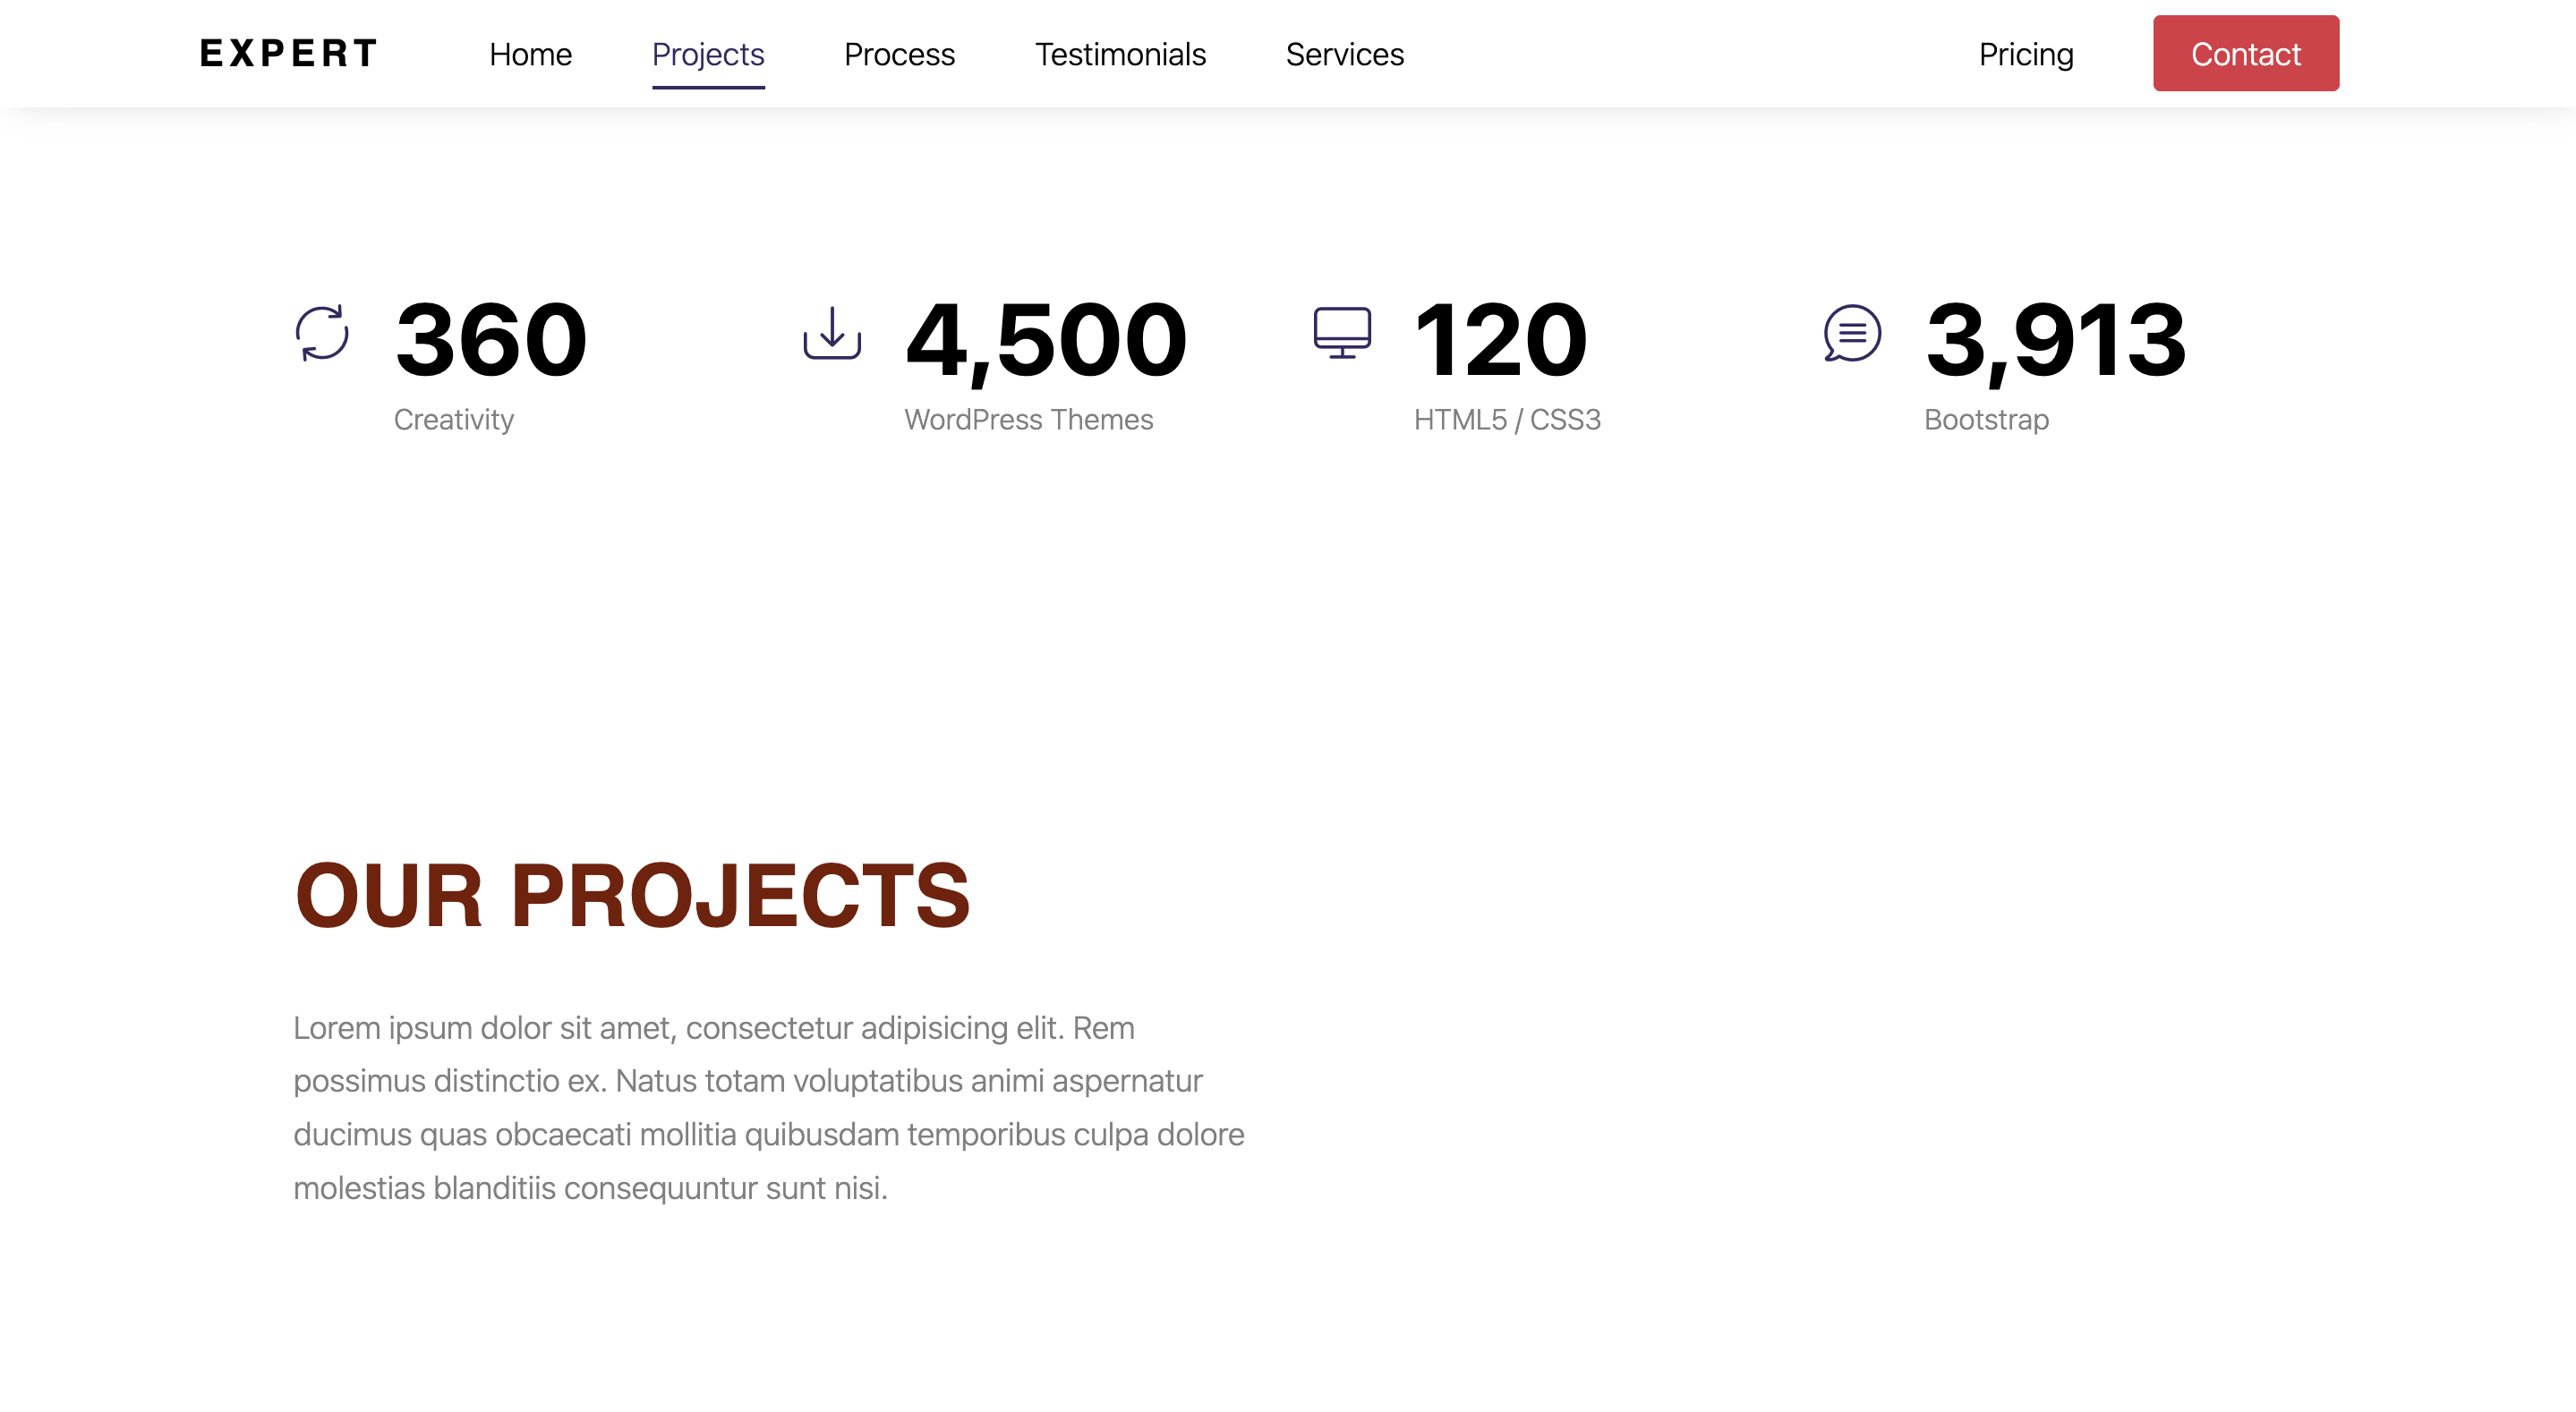 EXPERT Home Projects Process Testimonials Services Pricing Contact
360 4,500 120 3,913
Creativity WordPress Themes HTML5 / CSS3 Bootstrap
OUR PROJECTS
Lorem ipsum dolor sit amet, consectetur adipisicing elit. Rem
possimus distinctio ex. Natus totam voluptatibus animi aspernatur
ducimus quas obcaecati mollitia quibusdam temporibus culpa dolore
molestias blanditiis consequuntur sunt nisi.